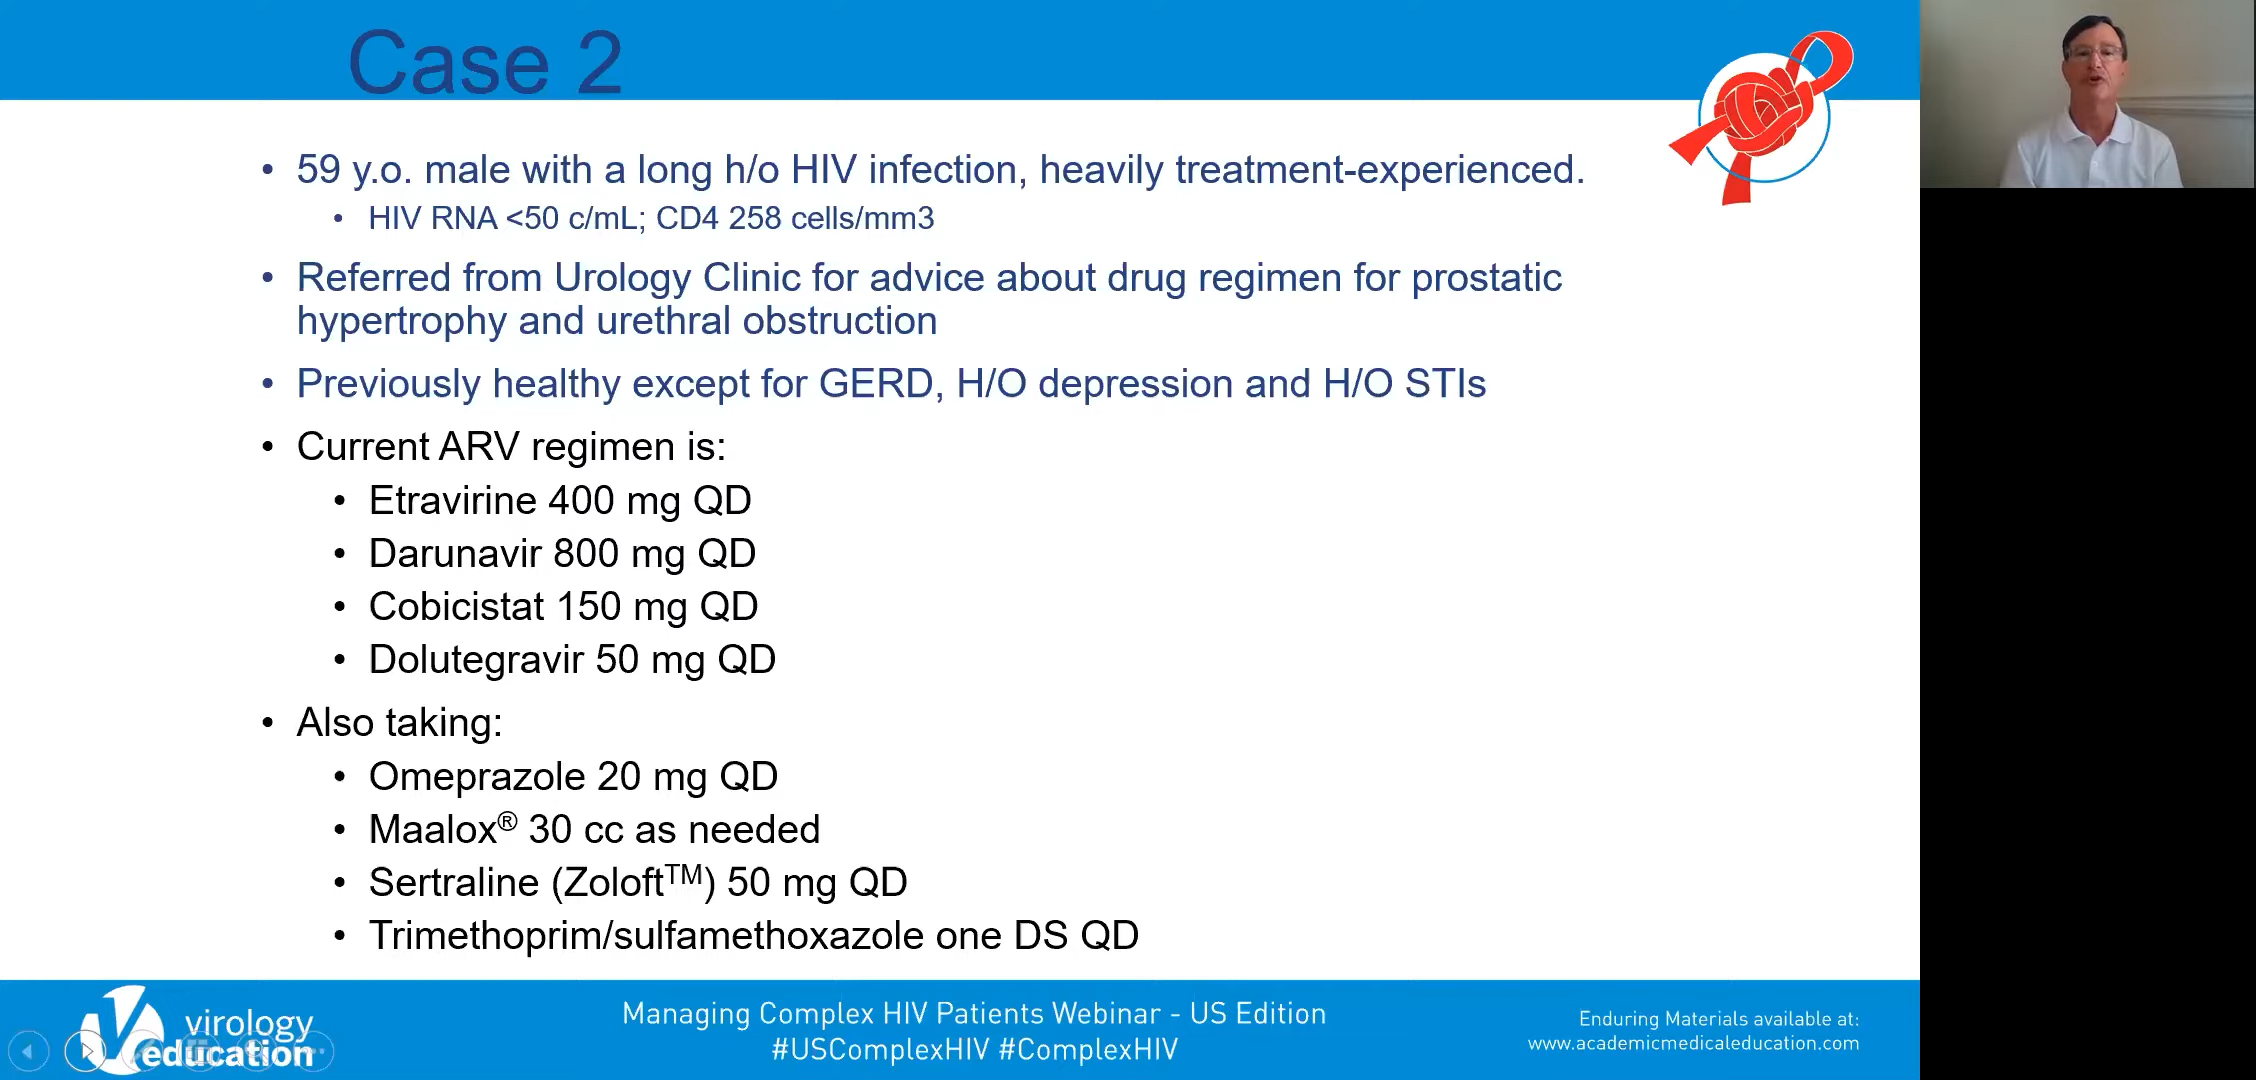 Case 2
• 59 y.o. male with a long h/o HIV infection, heavily treatment-experienced.
• HIV RNA <50 c/mL; CD4 258 cells/mm3
• Referred from Urology Clinic for advice about drug regimen for prostatic
hypertrophy and urethral obstruction
• Previously healthy except for GERD, H/O depression and H/O STIs
• Current ARV regimen is:
• Etravirine 400 mg QD
• Darunavir 800 mg QD
• Cobicistat 150 mg QD
• Dolutegravir 50 mg QD
• Also taking:
• Omeprazole 20 mg QD
• Maalox® 30 cc as needed
• Sertraline (Zoloft™) 50 mg QD
• Trimethoprim/sulfamethoxazole one DS QD
virology
education
Managing Complex HIV Patients Webinar - US Edition
#USComplexHIV #ComplexHIV
Enduring Materials available at:
www.academicmedicaleducation.com